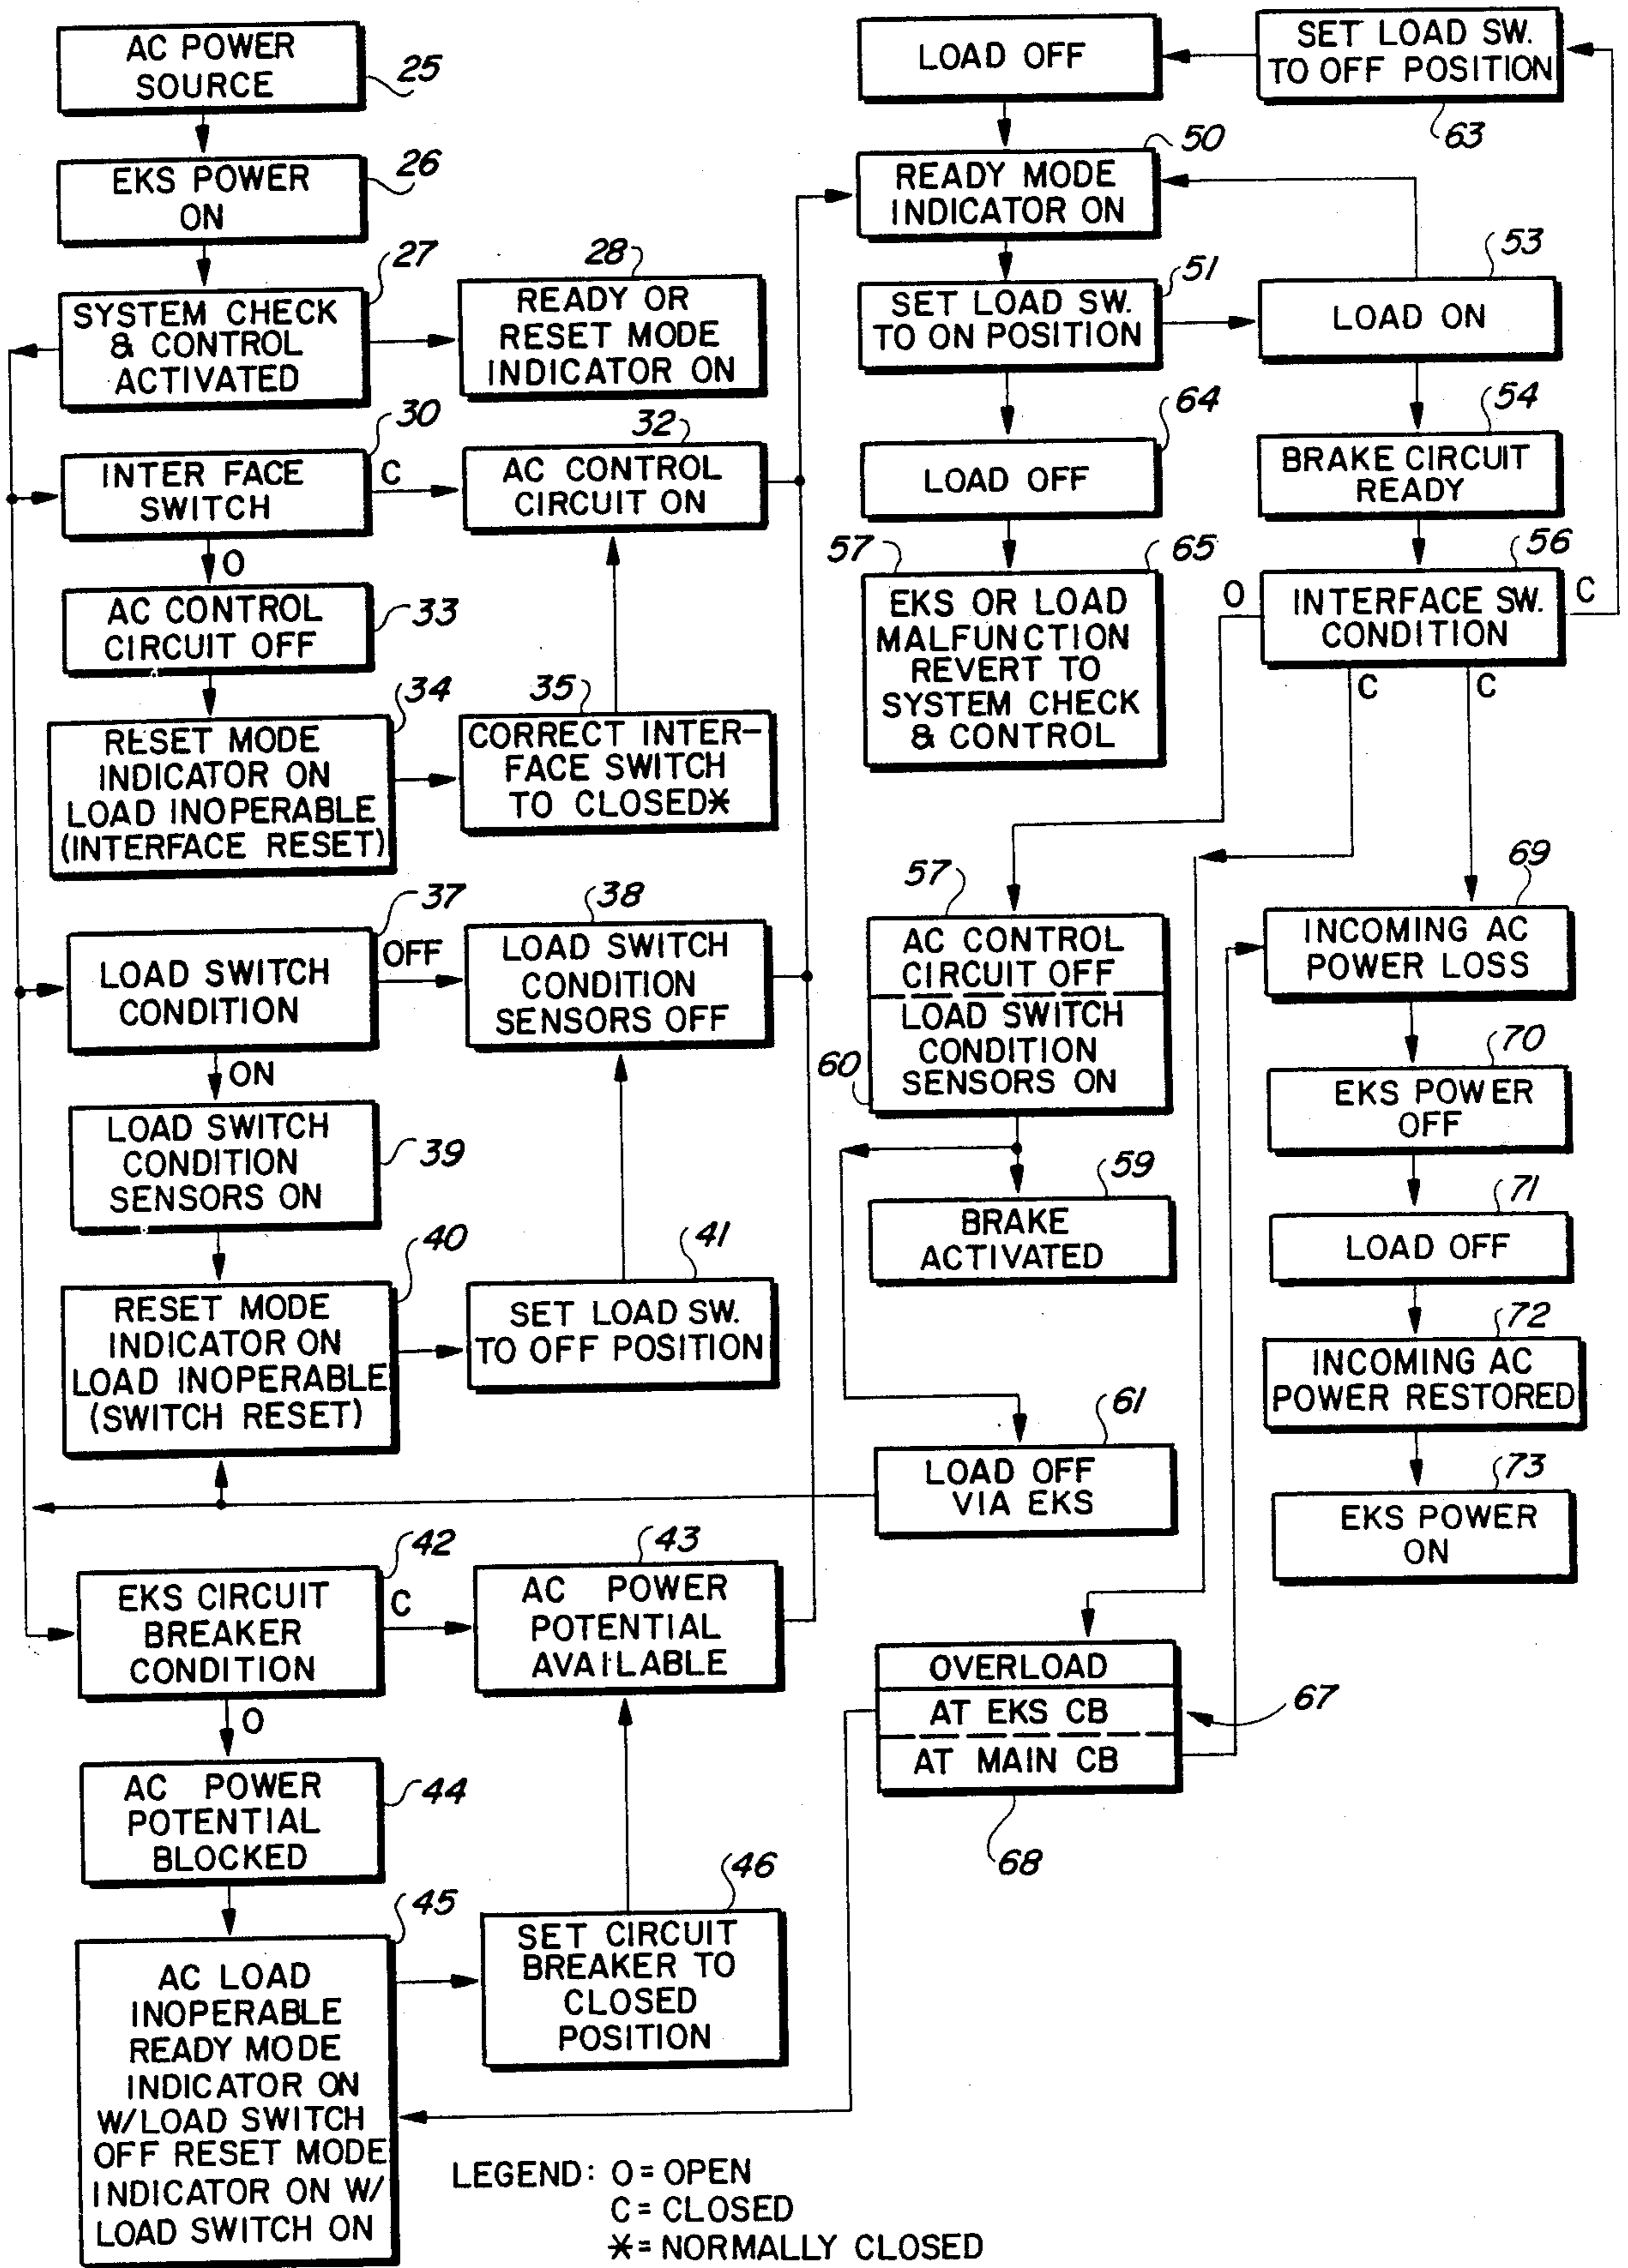 AC POWER
SOURCE
25
EKS POWER
ON
26
SYSTEM CHECK
& CONTROL
ACTIVATED
27
READY OR
RESET MODE
INDICATOR ON
28
INTER FACE
SWITCH
30
C
O
AC CONTROL
CIRCUIT ON
32
AC CONTROL
CIRCUIT OFF
33
RESET MODE
INDICATOR ON
LOAD INOPERABLE
(INTERFACE RESET)
34
CORRECT INTER-
FACE SWITCH
TO CLOSED*
35
LOAD SWITCH
CONDITION
37
OFF
ON
LOAD SWITCH
CONDITION
SENSORS OFF
38
LOAD SWITCH
CONDITION
SENSORS ON
39
RESET MODE
INDICATOR ON
LOAD INOPERABLE
(SWITCH RESET)
40
SET LOAD SW.
TO OFF POSITION
41
EKS CIRCUIT
BREAKER
CONDITION
42
C
O
AC POWER
POTENTIAL
AVAILABLE
43
AC POWER
POTENTIAL
BLOCKED
44
AC LOAD
INOPERABLE
READY MODE
INDICATOR ON
W/LOAD SWITCH
OFF RESET MODE
INDICATOR ON W/
LOAD SWITCH ON
45
SET CIRCUIT
BREAKER TO
CLOSED
POSITION
46
LOAD OFF
SET LOAD SW.
TO OFF POSITION
63
READY MODE
INDICATOR ON
50
SET LOAD SW.
TO ON POSITION
51
LOAD ON
53
LOAD OFF
64
BRAKE CIRCUIT
READY
54
57
65
EKS OR LOAD
MALFUNCTION
REVERT TO
SYSTEM CHECK
& CONTROL
INTERFACE SW.
CONDITION
56
O
C
C
C
57
AC CONTROL
CIRCUIT OFF
LOAD SWITCH
CONDITION
SENSORS ON
60
BRAKE
ACTIVATED
59
LOAD OFF
VIA EKS
61
OVERLOAD
AT EKS CB
AT MAIN CB
67
68
INCOMING AC
POWER LOSS
69
EKS POWER
OFF
70
LOAD OFF
71
INCOMING AC
POWER RESTORED
72
EKS POWER
ON
73
LEGEND: O = OPEN
C = CLOSED
* = NORMALLY CLOSED